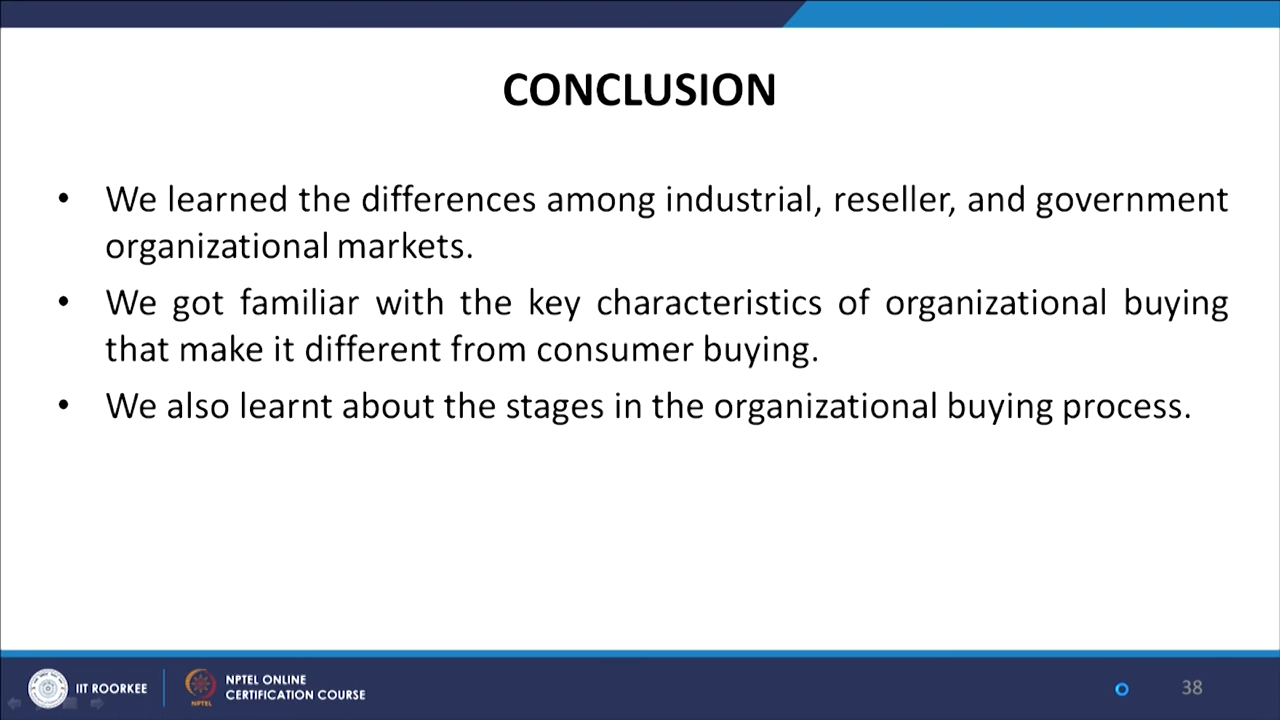 CONCLUSION
• We learned the differences among industrial, reseller, and government
organizational markets.
• We got familiar with the key characteristics of organizational buying
that make it different from consumer buying.
• We also learnt about the stages in the organizational buying process.
IIT ROORKEE
NPTEL
NPTEL ONLINE
CERTIFICATION COURSE
38